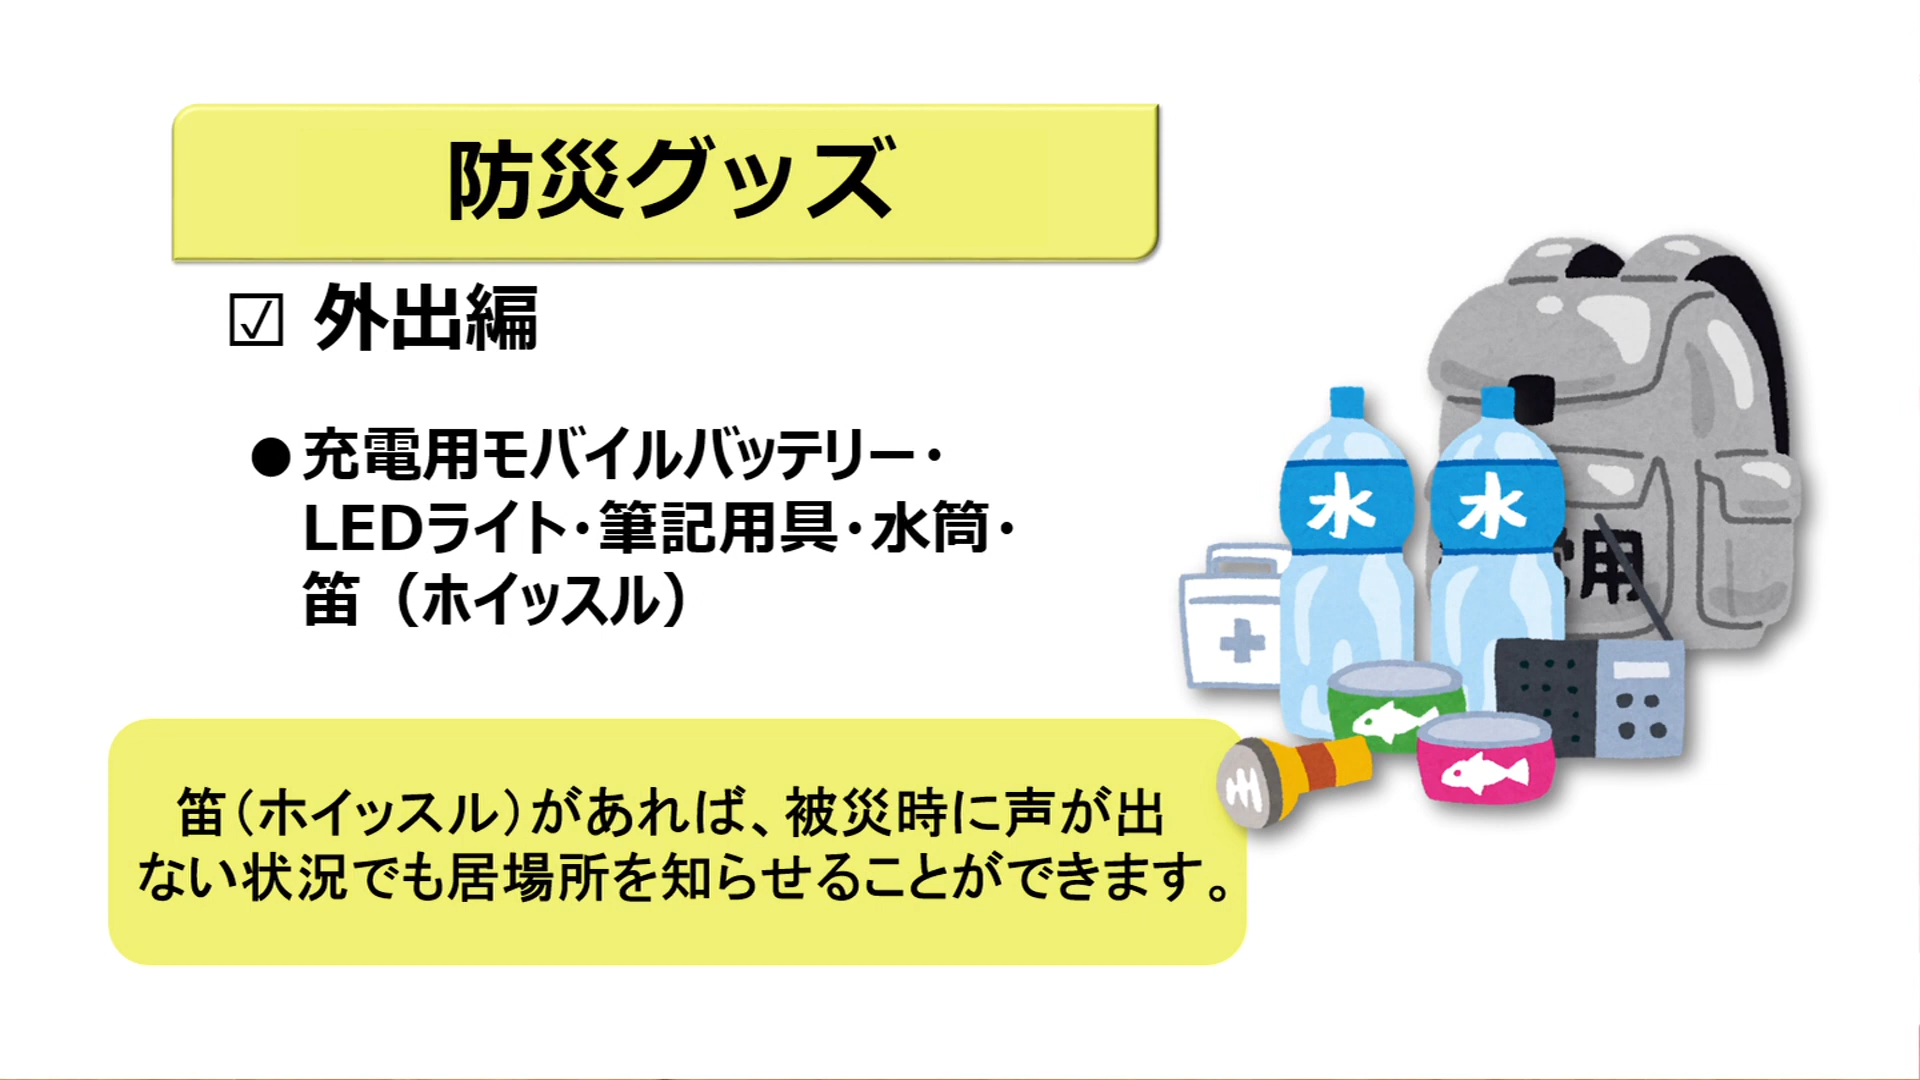 防災グッズ
☑ 外出編
●充電用モバイルバッテリー・
LEDライト・筆記用具・水筒・
笛（ホイッスル）
笛（ホイッスル）があれば、被災時に声が出
ない状況でも居場所を知らせることができます。
水
水
用